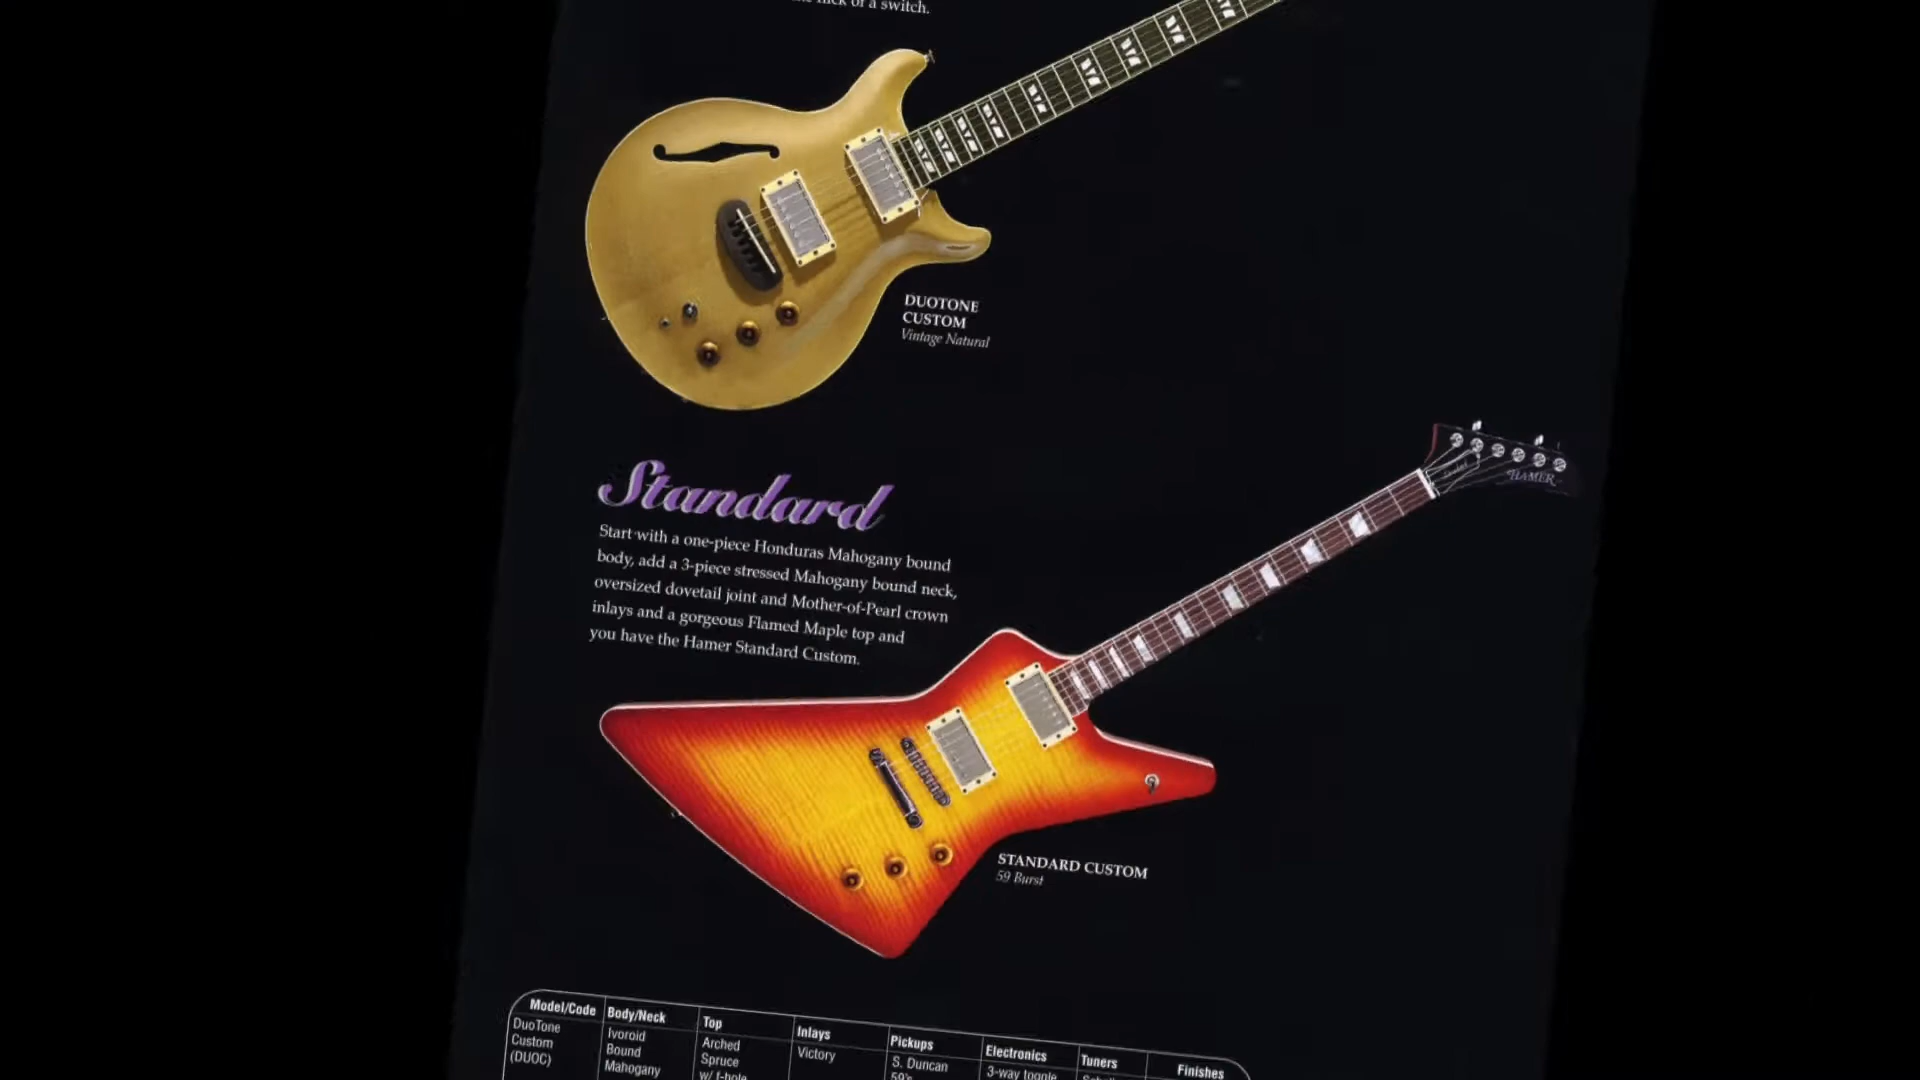 flick of a switch.
DUOTONE
CUSTOM
Vintage Natural
HAMER
Standard
Start with a one-piece Honduras Mahogany bound
body, add a 3-piece stressed Mahogany bound neck,
oversized dovetail joint and Mother-of-Pearl crown
inlays and a gorgeous Flamed Maple top and
you have the Hamer Standard Custom.
STANDARD CUSTOM
59 Burst
Model/Code Body/Neck Top Inlays Pickups Electronics Tuners Finishes
DuoTone Ivoroid Arched Victory S. Duncan 3-way toggle
Custom Bound Spruce 59's
(DUOC) Mahogany w/ f-hole